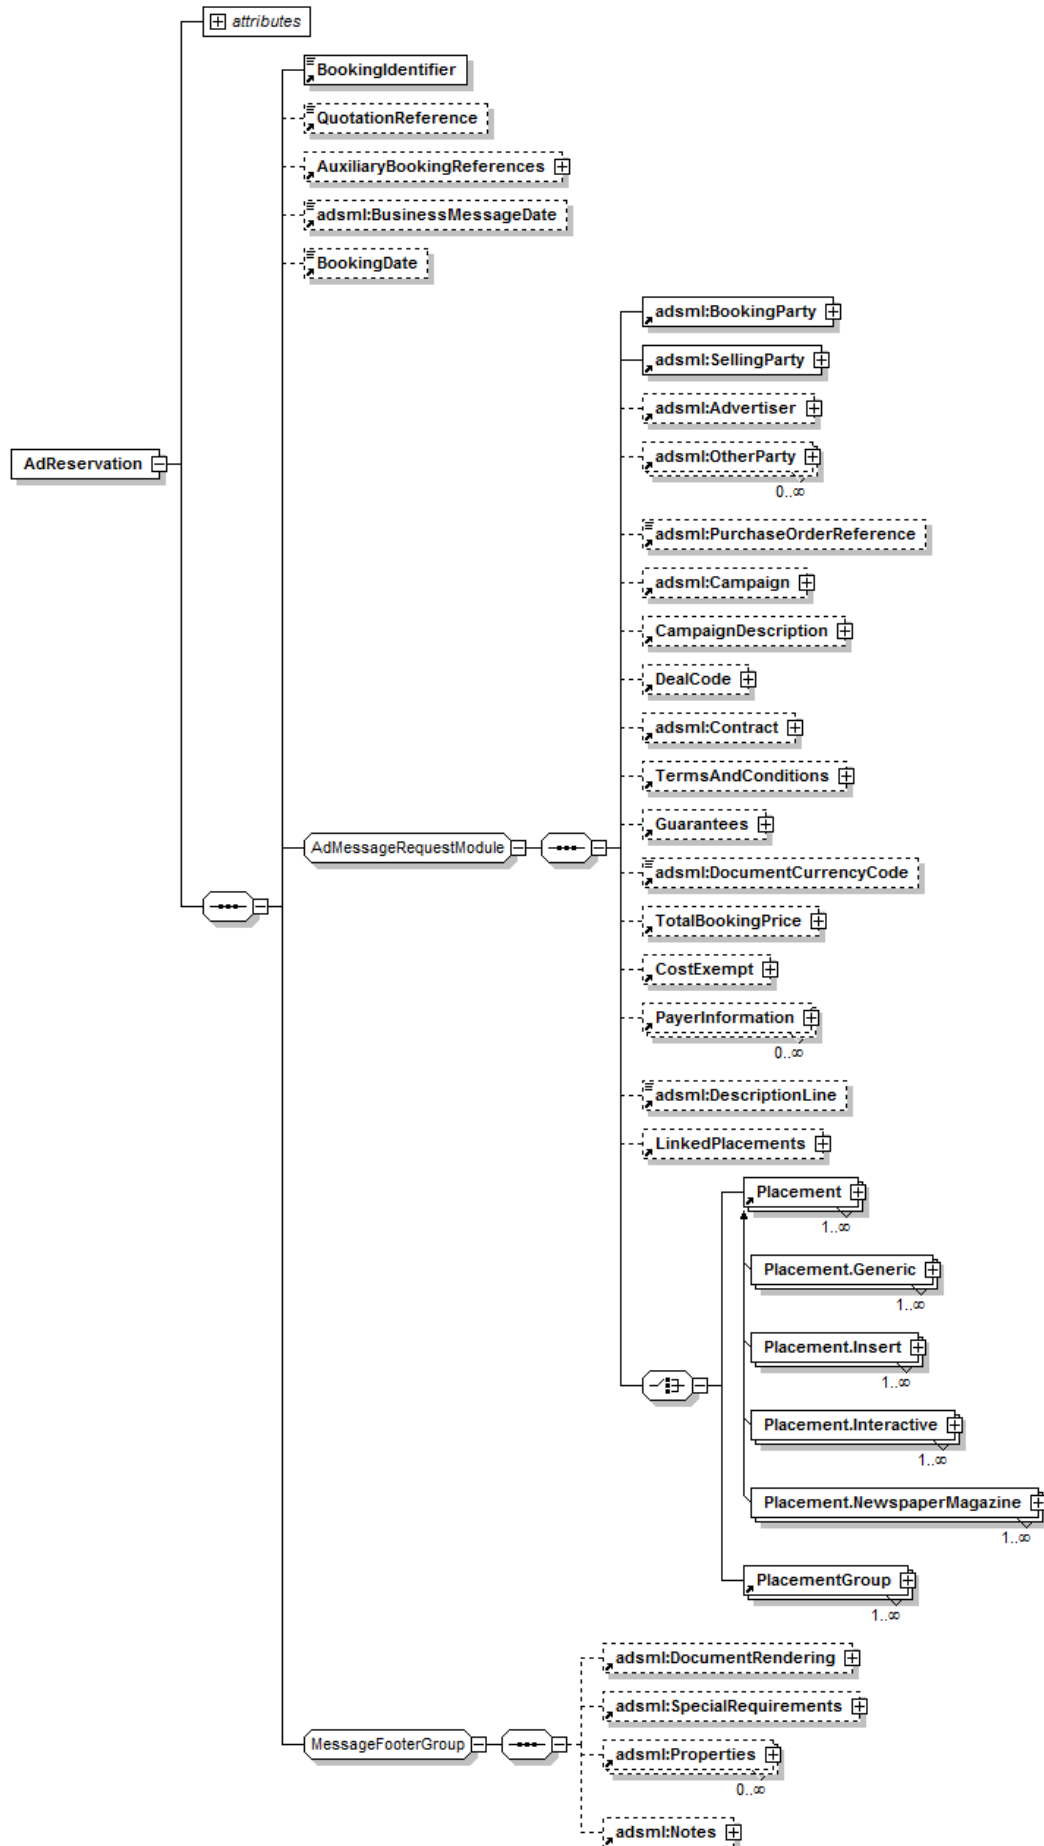 attributes
BookingIdentifier
QuotationReference
AuxiliaryBookingReferences
adsml:BusinessMessageDate
BookingDate
adsml:BookingParty
adsml:SellingParty
adsml:Advertiser
AdReservation
adsml:OtherParty
0..∞
adsml:PurchaseOrderReference
adsml:Campaign
CampaignDescription
DealCode
adsml:Contract
TermsAndConditions
Guarantees
AdMessageRequestModule
adsml:DocumentCurrencyCode
TotalBookingPrice
CostExempt
PayerInformation
0..∞
adsml:DescriptionLine
LinkedPlacements
Placement
1..∞
Placement.Generic
1..∞
Placement.Insert
1..∞
Placement.Interactive
1..∞
Placement.NewspaperMagazine
1..∞
PlacementGroup
1..∞
adsml:DocumentRendering
adsml:SpecialRequirements
MessageFooterGroup
adsml:Properties
0..∞
adsml:Notes